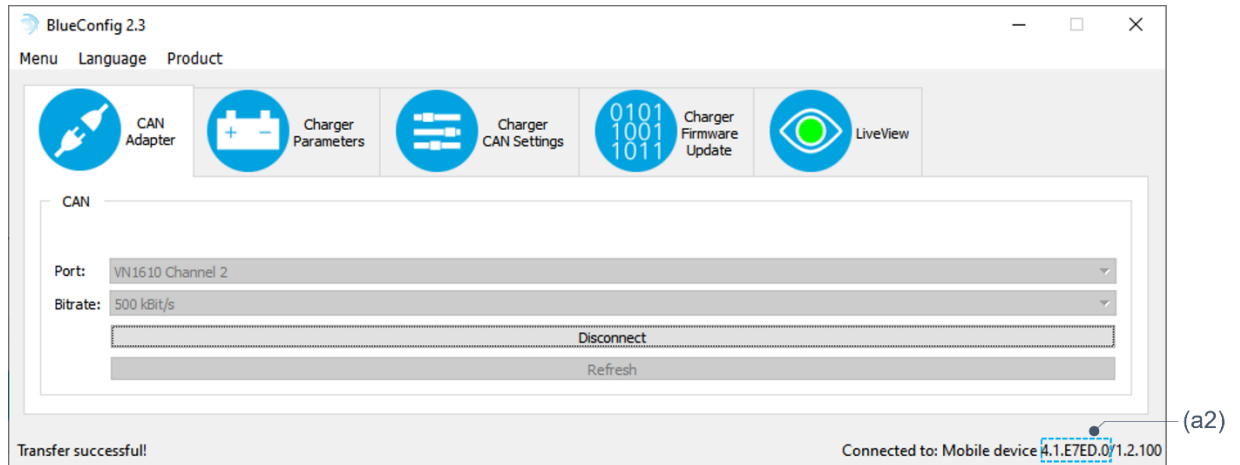 BlueConfig 2.3
Menu Language Product
CAN
Adapter
Charger
Parameters
Charger
CAN Settings
0101
1001
1011
Charger
Firmware
Update
LiveView
CAN
Port: VN1610 Channel 2
Bitrate: 500 kBit/s
Disconnect
Refresh
(a2)
Transfer successful! Connected to: Mobile device 4.1.E7ED.0/1.2.100